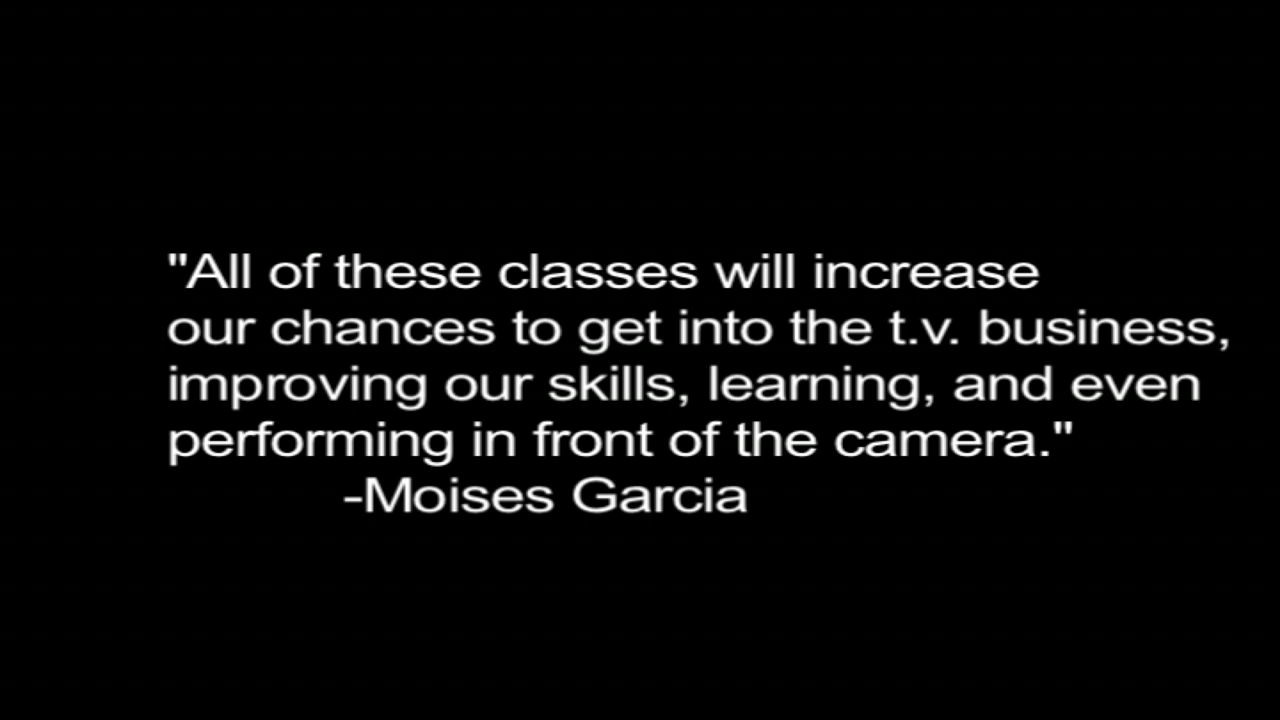 "All of these classes will increase
our chances to get into the t.v. business,
improving our skills, learning, and even
performing in front of the camera."
-Moises Garcia